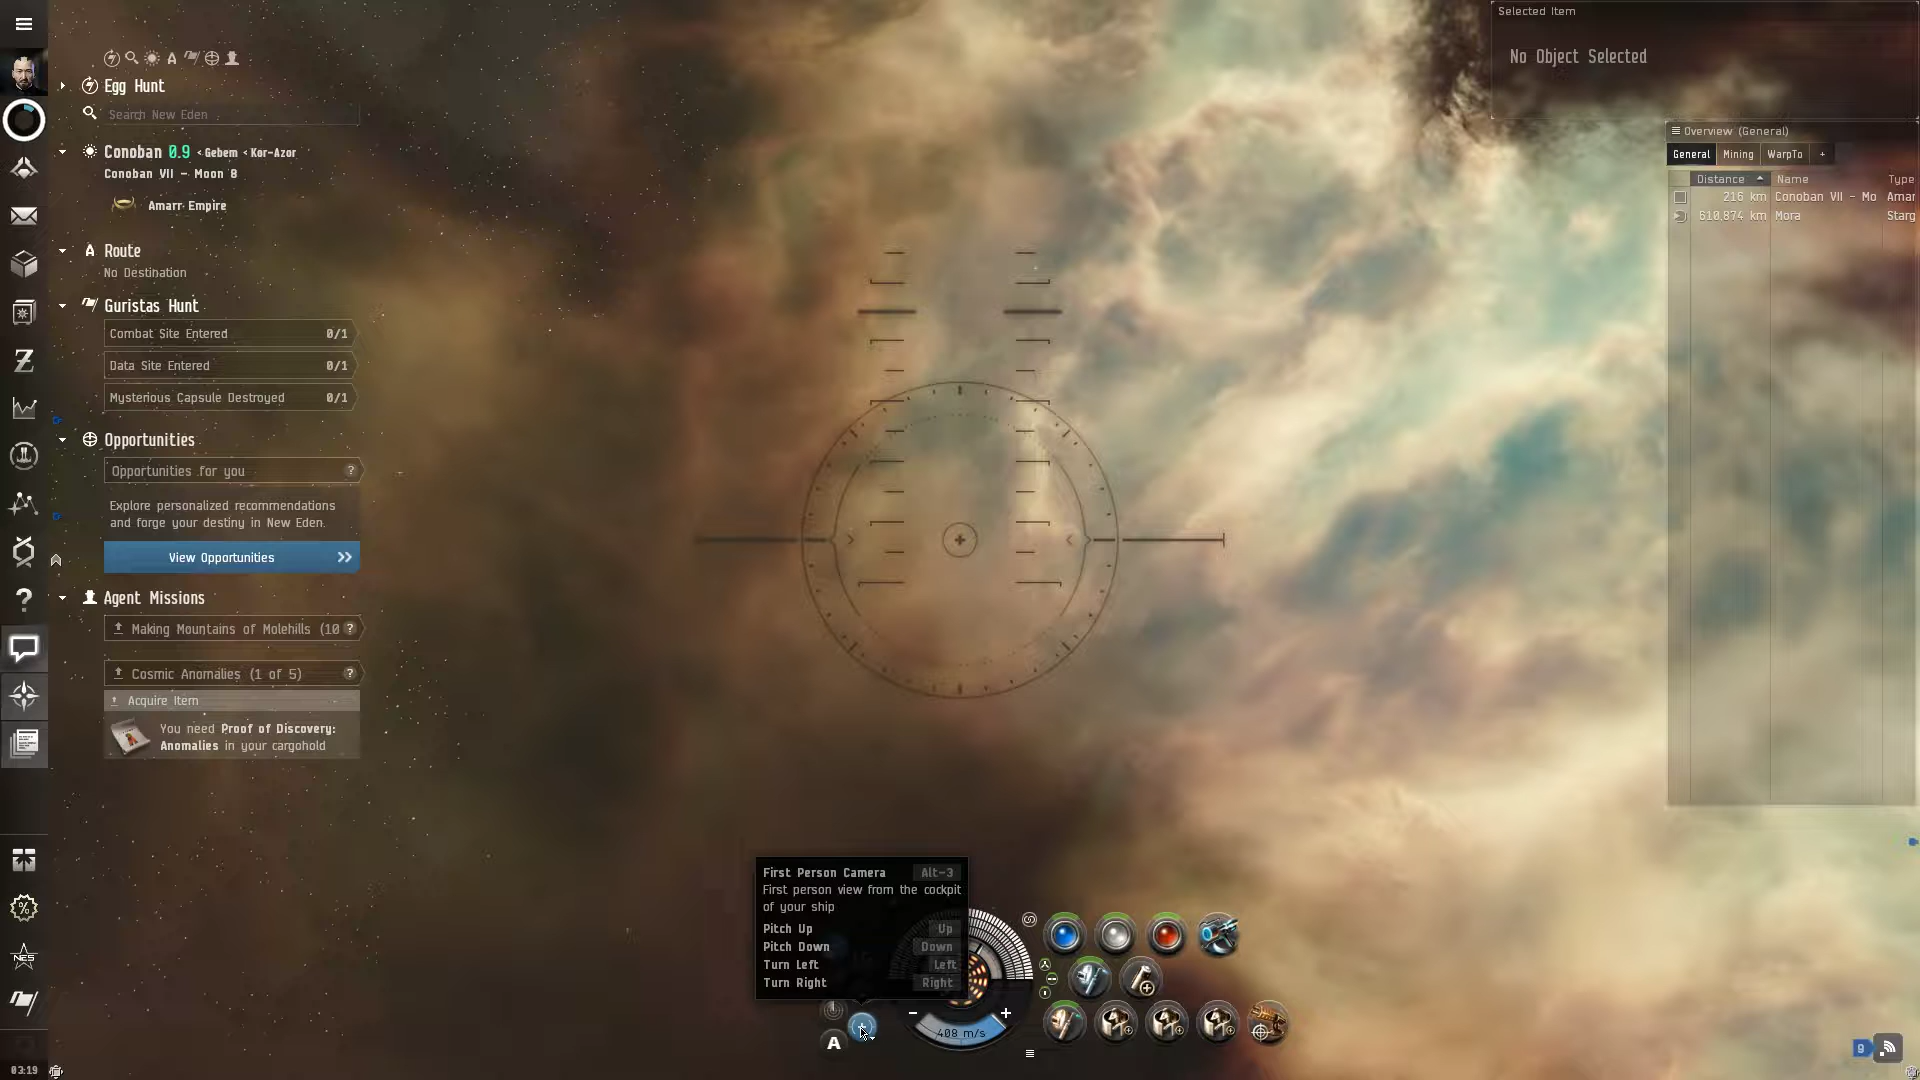 Selected Item
No Object Selected
Egg Hunt
Search New Eden
Conoban 0.9 < Gebem < Kor-Azor
Conoban VII - Moon 8
Amarr Empire
Route
No Destination
Guristas Hunt
Combat Site Entered 0/1
Data Site Entered 0/1
Mysterious Capsule Destroyed 0/1
Opportunities
Opportunities for you ?
Explore personalized recommendations
and forge your destiny in New Eden.
View Opportunities
Agent Missions
Making Mountains of Molehills (10 ?
Cosmic Anomalies (1 of 5) ?
Acquire Item
You need Proof of Discovery:
Anomalies in your cargohold
Overview (General)
General Mining WarpTo +
Distance Name Type
216 km Conoban VII - Mo Amar
610,874 km Mora Starg
First Person Camera Alt-3
First person view from the cockpit
of your ship
Pitch Up Up
Pitch Down Down
Turn Left Left
Turn Right Right
- +
408 m/s
A
NES
03:19
9